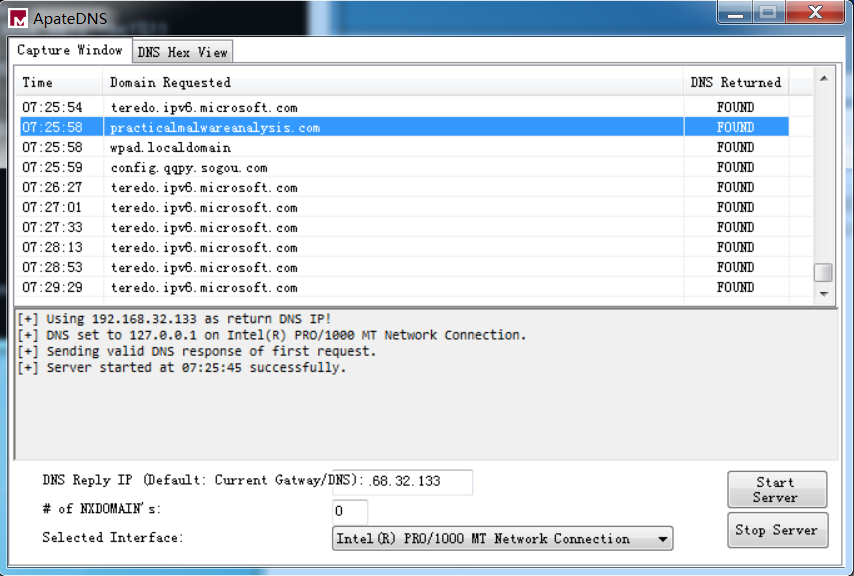 ApateDNS
Capture Window DNS Hex View
Time Domain Requested DNS Returned
07:25:54 teredo.ipv6.microsoft.com FOUND
07:25:58 practicalmalwareanalysis.com FOUND
07:25:58 wpad.localdomain FOUND
07:25:59 config.qqpy.sogou.com FOUND
07:26:27 teredo.ipv6.microsoft.com FOUND
07:27:01 teredo.ipv6.microsoft.com FOUND
07:27:33 teredo.ipv6.microsoft.com FOUND
07:28:13 teredo.ipv6.microsoft.com FOUND
07:28:53 teredo.ipv6.microsoft.com FOUND
07:29:29 teredo.ipv6.microsoft.com FOUND
[+] Using 192.168.32.133 as return DNS IP!
[+] DNS set to 127.0.0.1 on Intel(R) PRO/1000 MT Network Connection.
[+] Sending valid DNS response of first request.
[+] Server started at 07:25:45 successfully.
DNS Reply IP (Default: Current Gatway/DNS): .68.32.133
# of NXDOMAIN's: 0
Selected Interface: Intel(R) PRO/1000 MT Network Connection
Start
Server
Stop Server